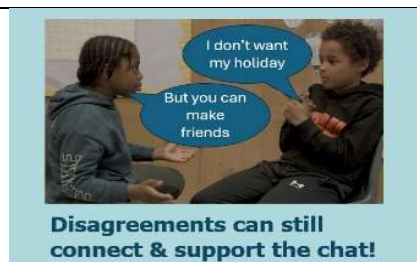 I don't want
my holiday
But you can
make
friends
Disagreements can still
connect & support the chat!